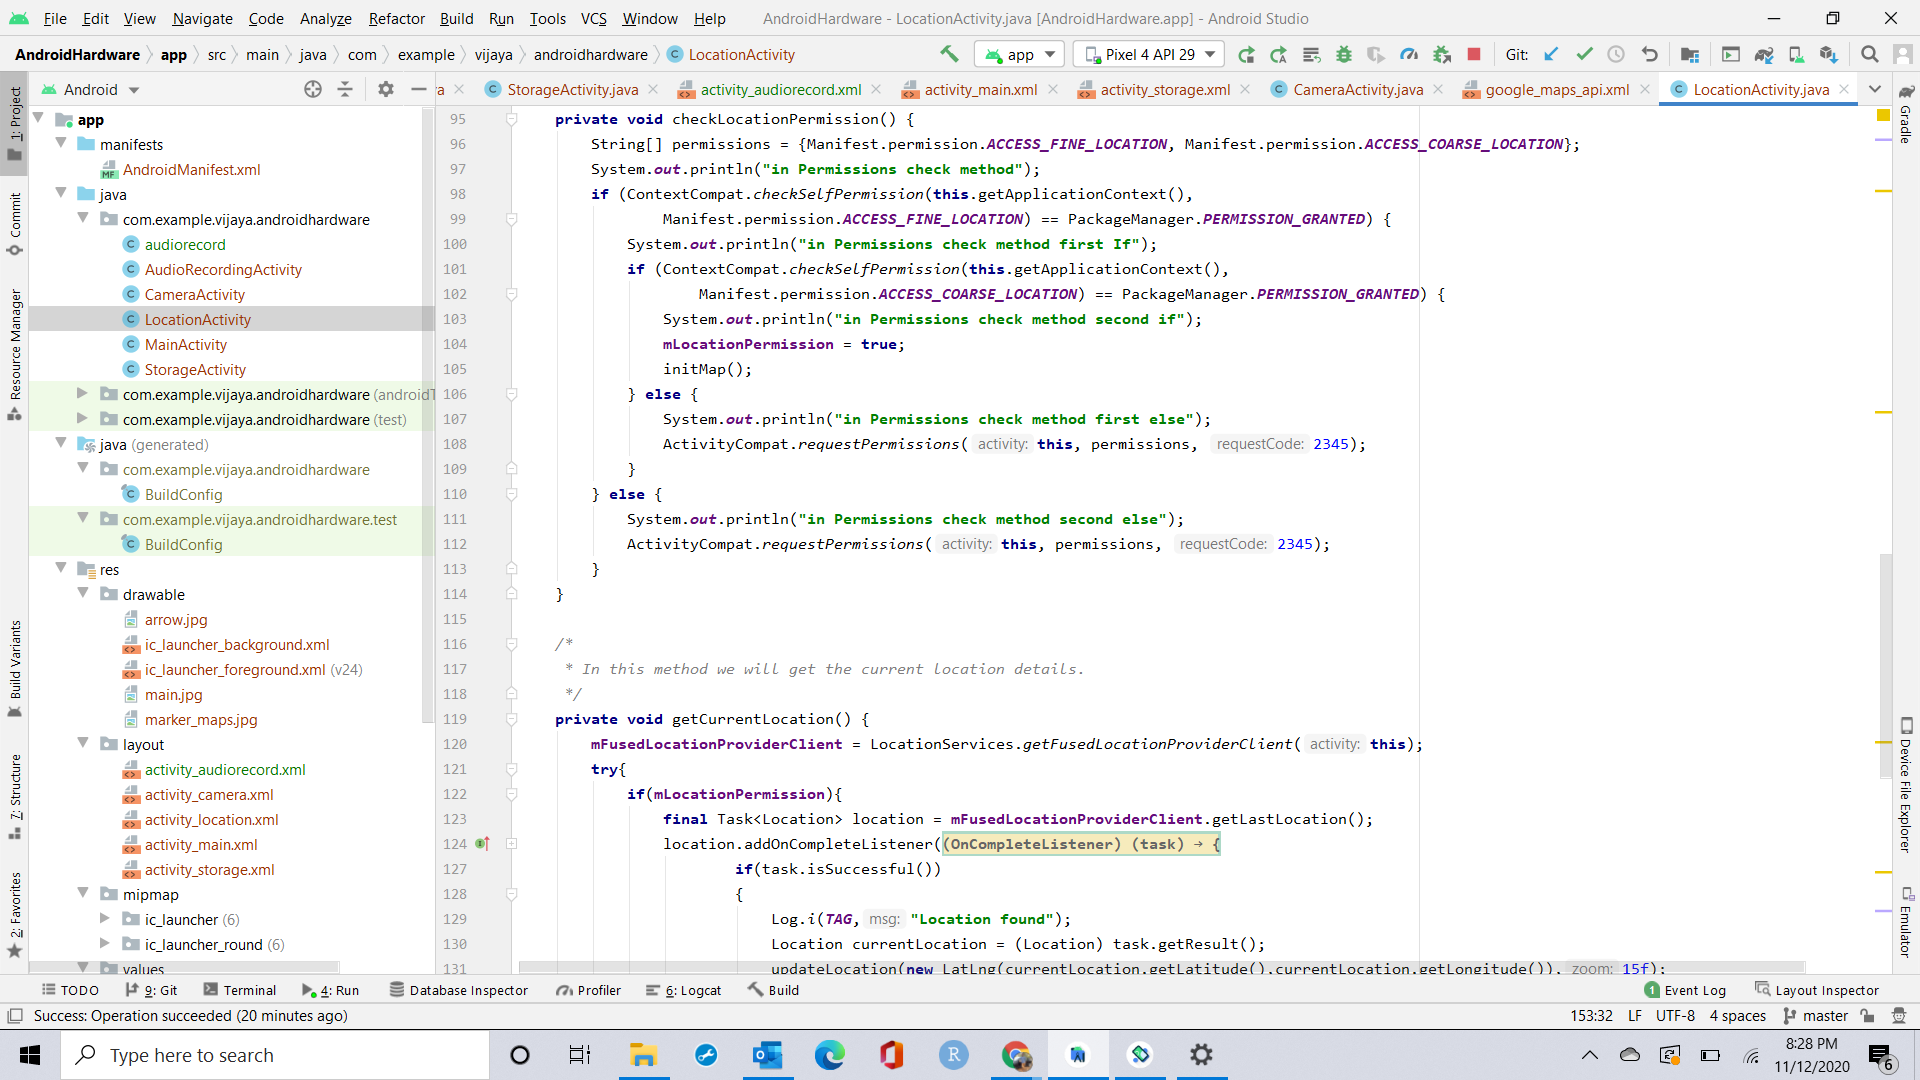 File Edit View Navigate Code Analyze Refactor Build Run Tools VCS Window Help AndroidHardware - LocationActivity.java [AndroidHardware.app] - Android Studio
AndroidHardware app src main java com example vijaya androidhardware LocationActivity app Pixel 4 API 29 Git:
Android a StorageActivity.java activity_audiorecord.xml activity_main.xml activity_storage.xml CameraActivity.java google_maps_api.xml LocationActivity.java
1: Project
Commit
Resource Manager
Build Variants
7: Structure
2: Favorites
app
manifests
AndroidManifest.xml
java
com.example.vijaya.androidhardware
audiorecord
AudioRecordingActivity
CameraActivity
LocationActivity
MainActivity
StorageActivity
com.example.vijaya.androidhardware (androidT
com.example.vijaya.androidhardware (test)
java (generated)
com.example.vijaya.androidhardware
BuildConfig
com.example.vijaya.androidhardware.test
BuildConfig
res
drawable
arrow.jpg
ic_launcher_background.xml
ic_launcher_foreground.xml (v24)
main.jpg
marker_maps.jpg
layout
activity_audiorecord.xml
activity_camera.xml
activity_location.xml
activity_main.xml
activity_storage.xml
mipmap
ic_launcher (6)
ic_launcher_round (6)
values
95 private void checkLocationPermission() {
96 String[] permissions = {Manifest.permission.ACCESS_FINE_LOCATION, Manifest.permission.ACCESS_COARSE_LOCATION};
97 System.out.println("in Permissions check method");
98 if (ContextCompat.checkSelfPermission(this.getApplicationContext(),
99 Manifest.permission.ACCESS_FINE_LOCATION) == PackageManager.PERMISSION_GRANTED) {
100 System.out.println("in Permissions check method first If");
101 if (ContextCompat.checkSelfPermission(this.getApplicationContext(),
102 Manifest.permission.ACCESS_COARSE_LOCATION) == PackageManager.PERMISSION_GRANTED) {
103 System.out.println("in Permissions check method second if");
104 mLocationPermission = true;
105 initMap();
106 } else {
107 System.out.println("in Permissions check method first else");
108 ActivityCompat.requestPermissions( activity: this, permissions, requestCode: 2345);
109 }
110 } else {
111 System.out.println("in Permissions check method second else");
112 ActivityCompat.requestPermissions( activity: this, permissions, requestCode: 2345);
113 }
114 }
115
116 /*
117 * In this method we will get the current location details.
118 */
119 private void getCurrentLocation() {
120 mFusedLocationProviderClient = LocationServices.getFusedLocationProviderClient( activity: this);
121 try{
122 if(mLocationPermission){
123 final Task<Location> location = mFusedLocationProviderClient.getLastLocation();
124 location.addOnCompleteListener((OnCompleteListener) (task) → {
127 if(task.isSuccessful())
128 {
129 Log.i(TAG, msg: "Location found");
130 Location currentLocation = (Location) task.getResult();
131 updateLocation(new LatLng(currentLocation.getLatitude(),currentLocation.getLongitude()), zoom: 15f);
Gradle
Device File Explorer
Emulator
TODO 9: Git Terminal 4: Run Database Inspector Profiler 6: Logcat Build 1 Event Log Layout Inspector
Success: Operation succeeded (20 minutes ago) 153:32 LF UTF-8 4 spaces master
Type here to search
R
8:28 PM
11/12/2020
6